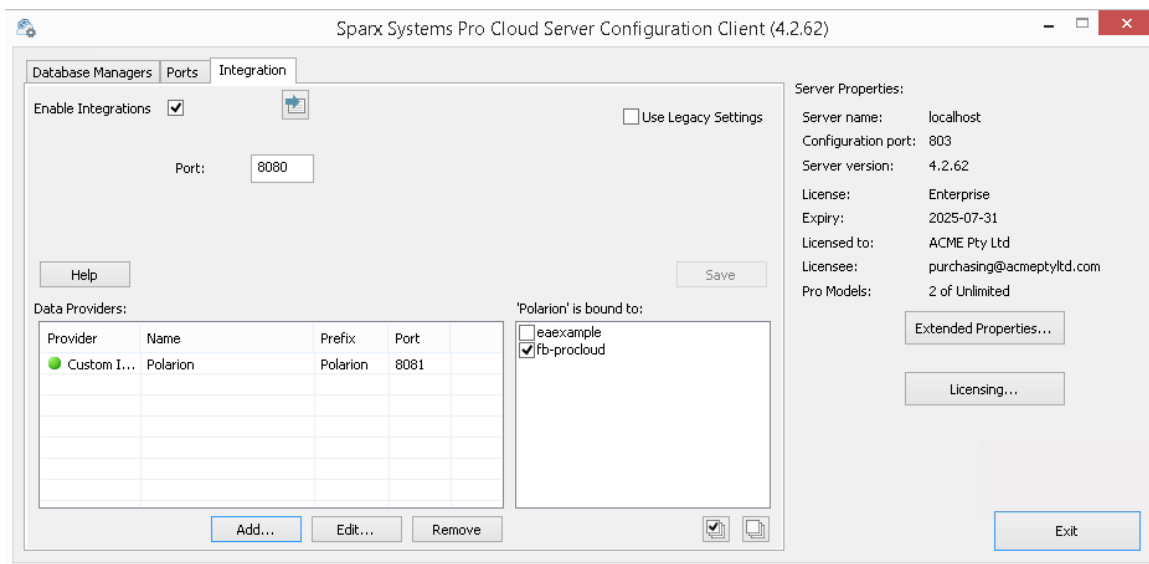 Sparx Systems Pro Cloud Server Configuration Client (4.2.62)
Database Managers Ports Integration
Enable Integrations
Use Legacy Settings
Port: 8080
Help
Save
Data Providers:
Provider Name Prefix Port
Custom I... Polarion Polarion 8081
Add... Edit... Remove
'Polarion' is bound to:
eaexample
fb-procloud
Server Properties:
Server name: localhost
Configuration port: 803
Server version: 4.2.62
License: Enterprise
Expiry: 2025-07-31
Licensed to: ACME Pty Ltd
Licensee: purchasing@acmeptyltd.com
Pro Models: 2 of Unlimited
Extended Properties...
Licensing...
Exit